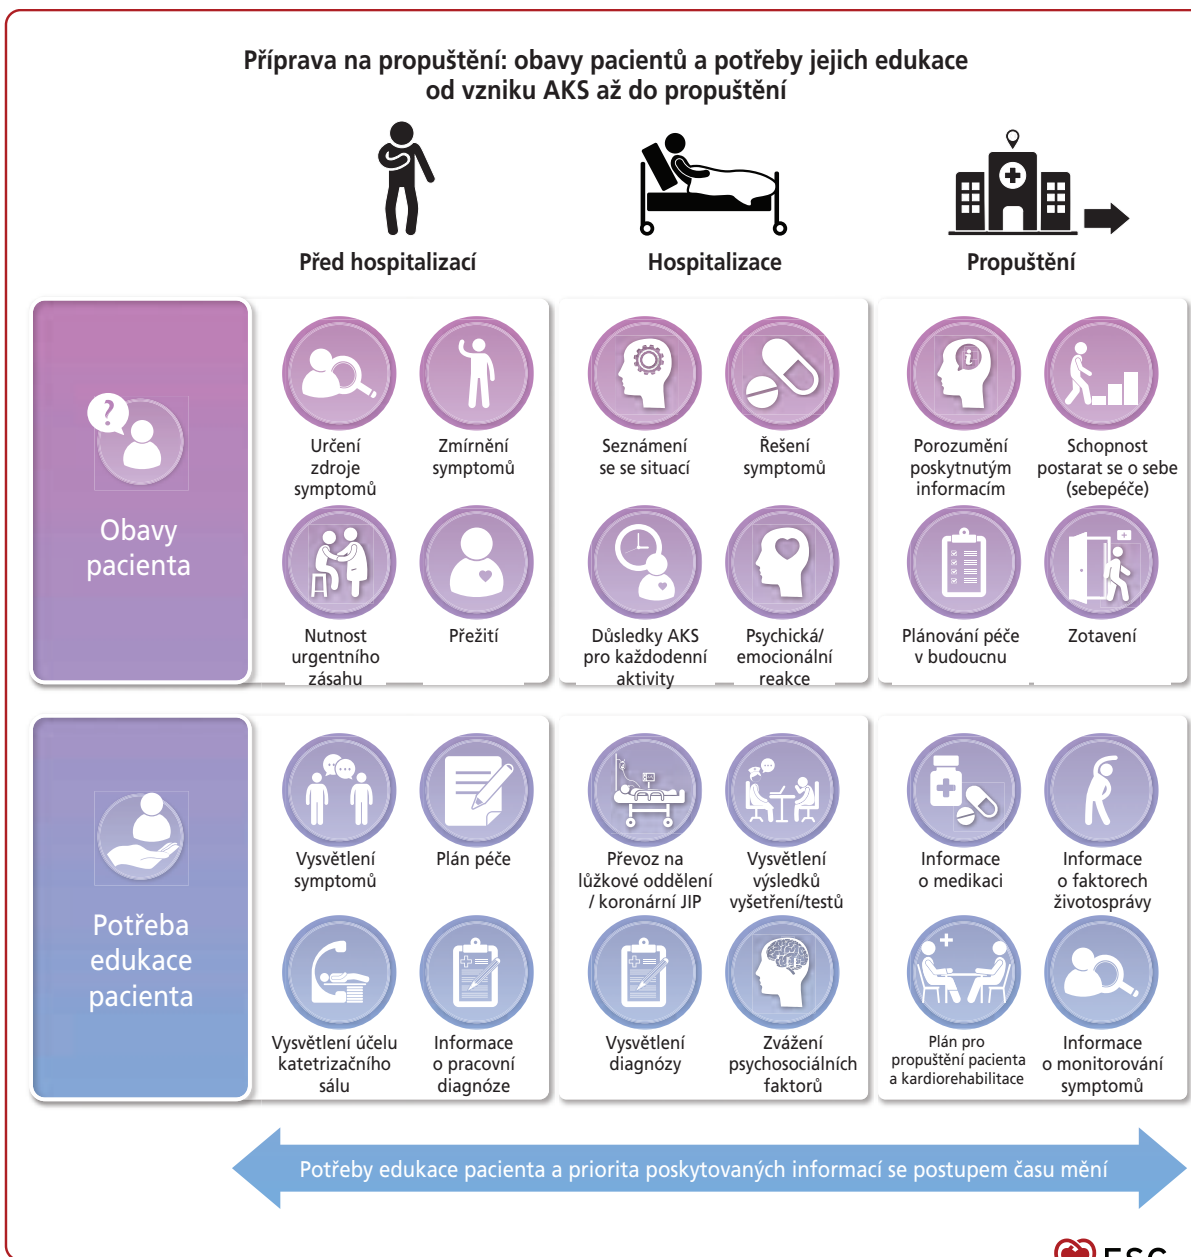 Příprava na propuštění: obavy pacientů a potřeby jejich edukace
od vzniku AKS až do propuštění
Před hospitalizací
Hospitalizace
Propuštění
?
Obavy
pacienta
Určení
zdroje
symptomů
Zmírnění
symptomů
Seznámení
se se situací
Řešení
symptomů
i
Porozumění
poskytnutým
informacím
Schopnost
postarat se o sebe
(sebepéče)
Nutnost
urgentního
zásahu
Přežití
Důsledky AKS
pro každodenní
aktivity
Psychická/
emocionální
reakce
Plánování péče
v budoucnu
Zotavení
Potřeba
edukace
pacienta
Vysvětlení
symptomů
Plán péče
Převoz na
lůžkové oddělení
/ koronární JIP
Vysvětlení
výsledků
vyšetření/testů
Informace
o medikaci
Informace
o faktorech
životosprávy
Vysvětlení účelu
katetrizačního
sálu
Informace
o pracovní
diagnóze
Vysvětlení
diagnózy
Zvážení
psychosociálních
faktorů
Plán pro
propuštění pacienta
a kardiorehabilitace
Informace
o monitorování
symptomů
Potřeby edukace pacienta a priorita poskytovaných informací se postupem času mění
ESC